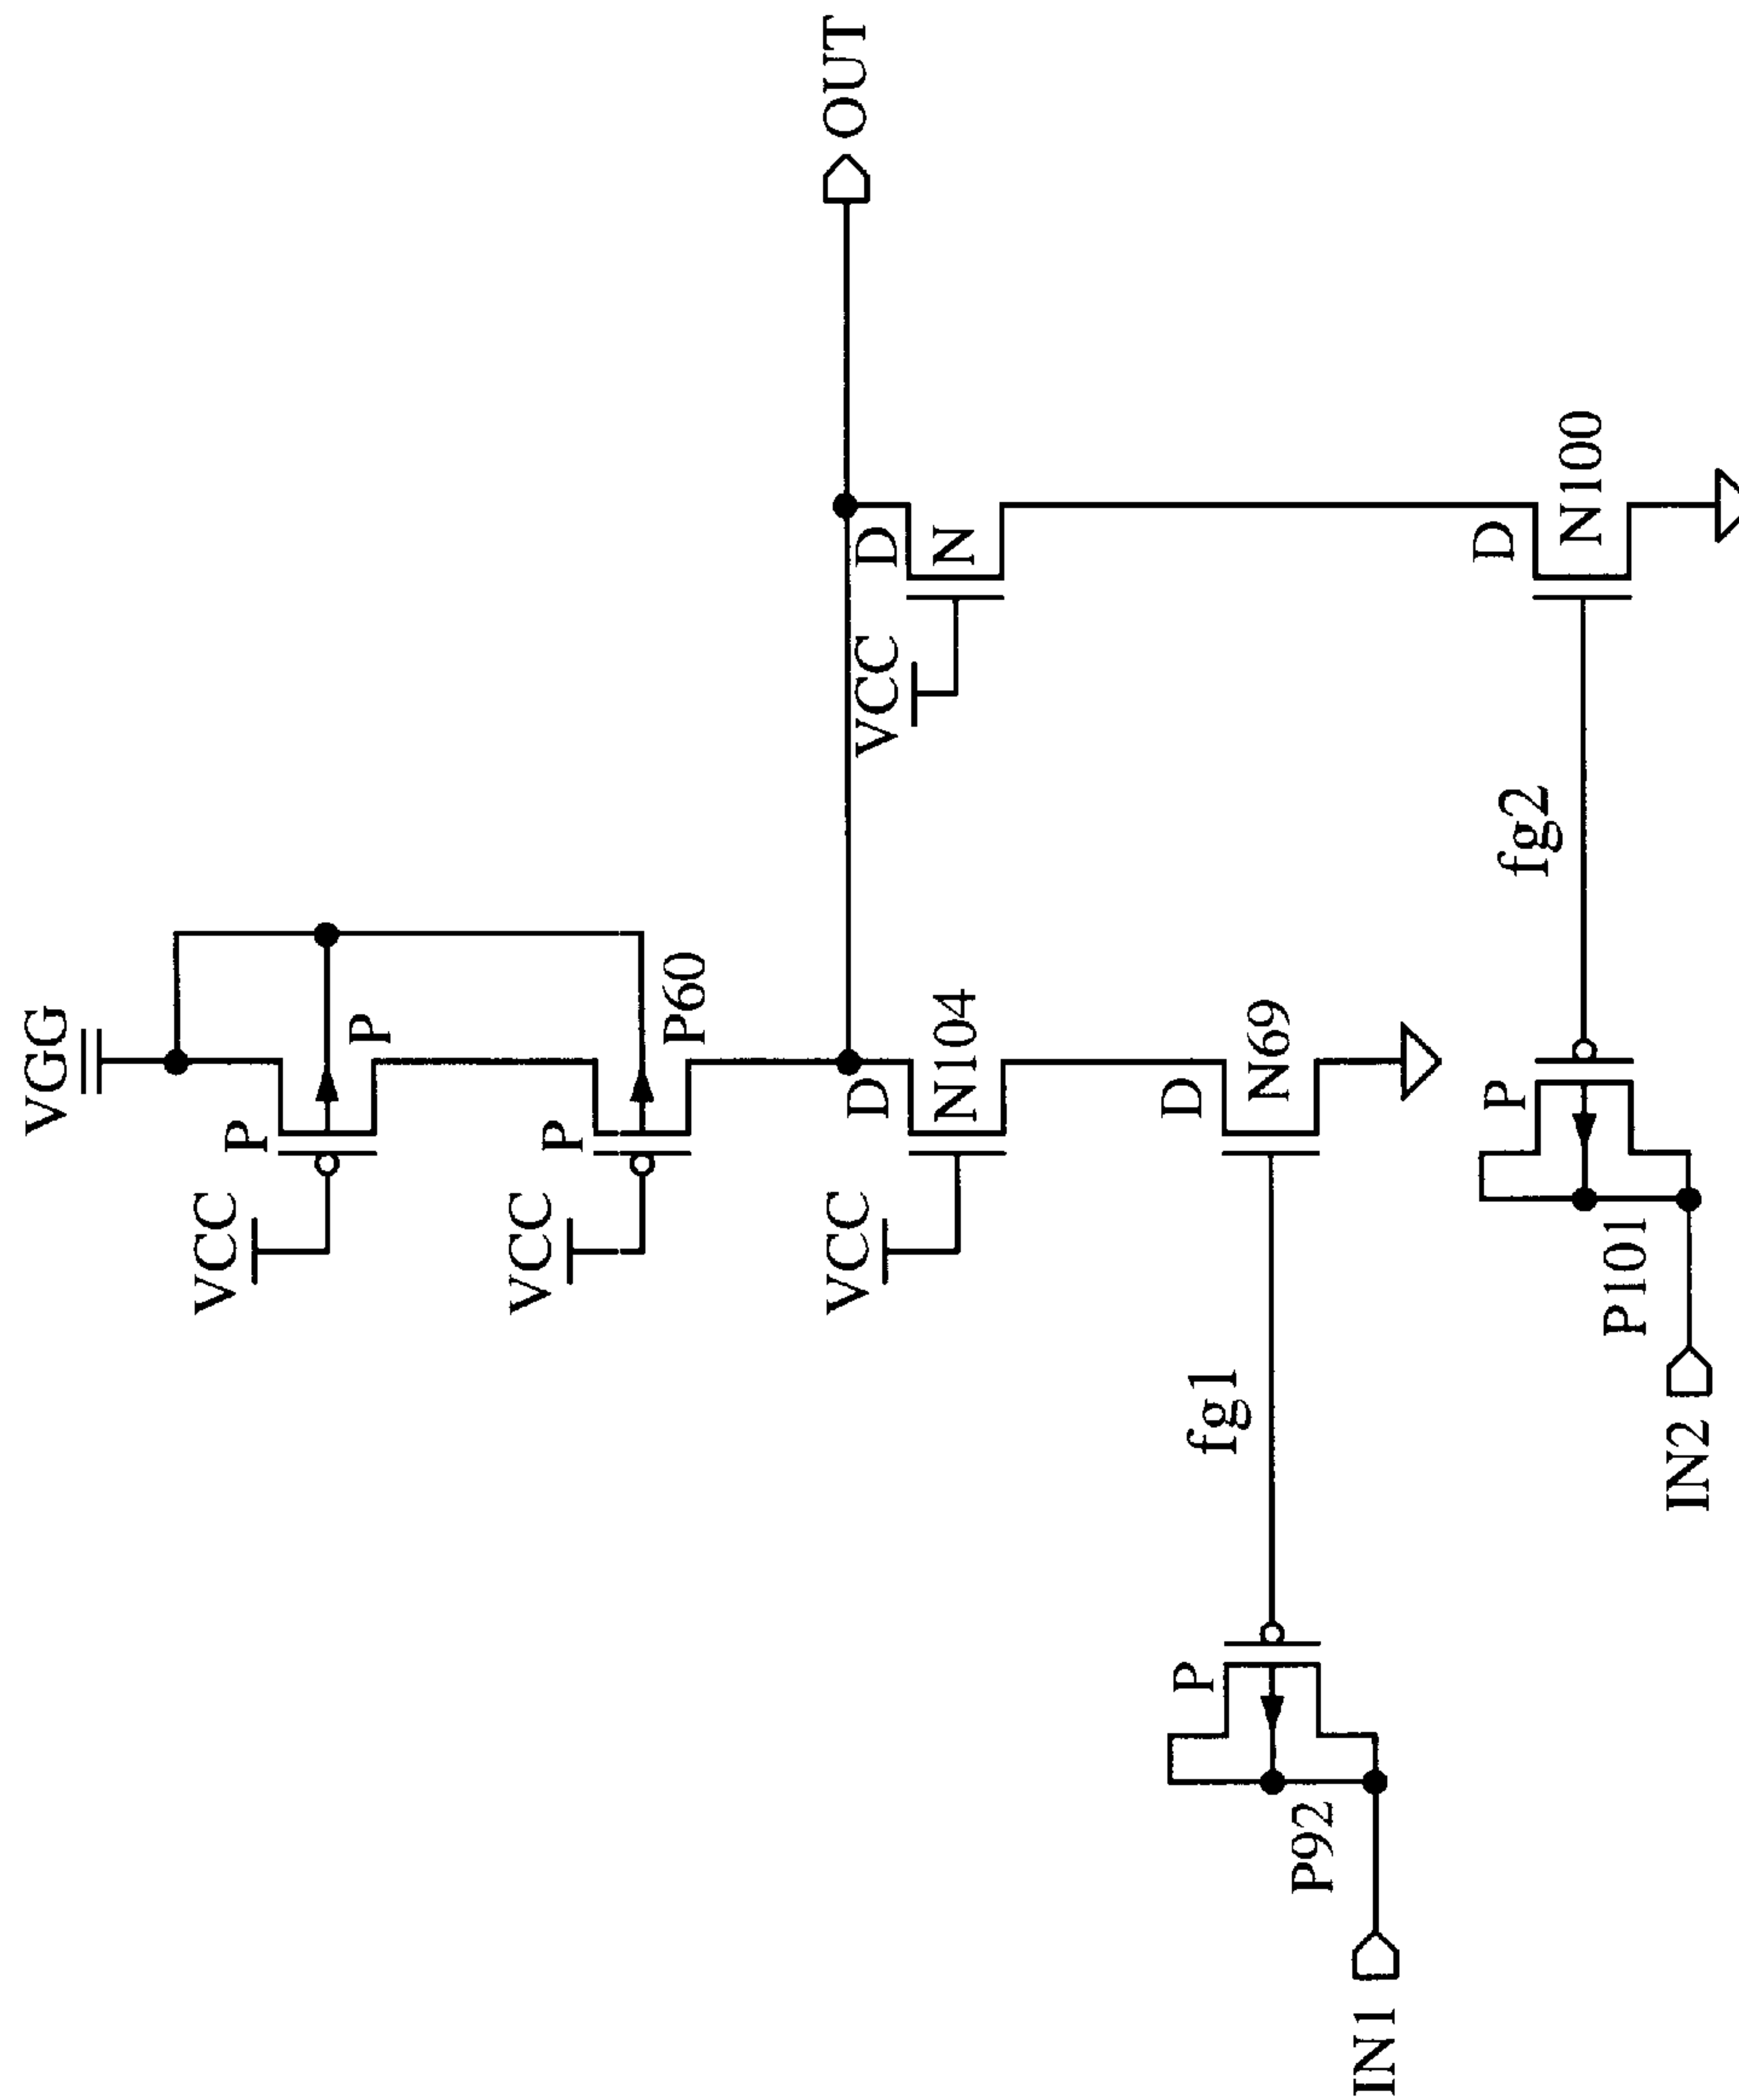 VGG
P
P
VCC
P
P60
VCC
OUT
D
N104
VCC
D
N
VCC
D
N69
fg1
P
P92
IN1
D
N100
fg2
P
P101
IN2